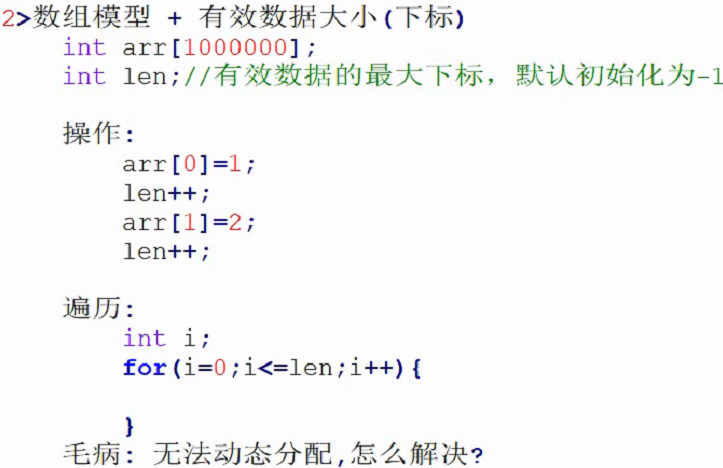 2>数组模型 + 有效数据大小(下标)
int arr[1000000];
int len;//有效数据的最大下标，默认初始化为-1
操作:
arr[0]=1;
len++;
arr[1]=2;
len++;
遍历:
int i;
for(i=0;i<=len;i++){
}
毛病: 无法动态分配,怎么解决?